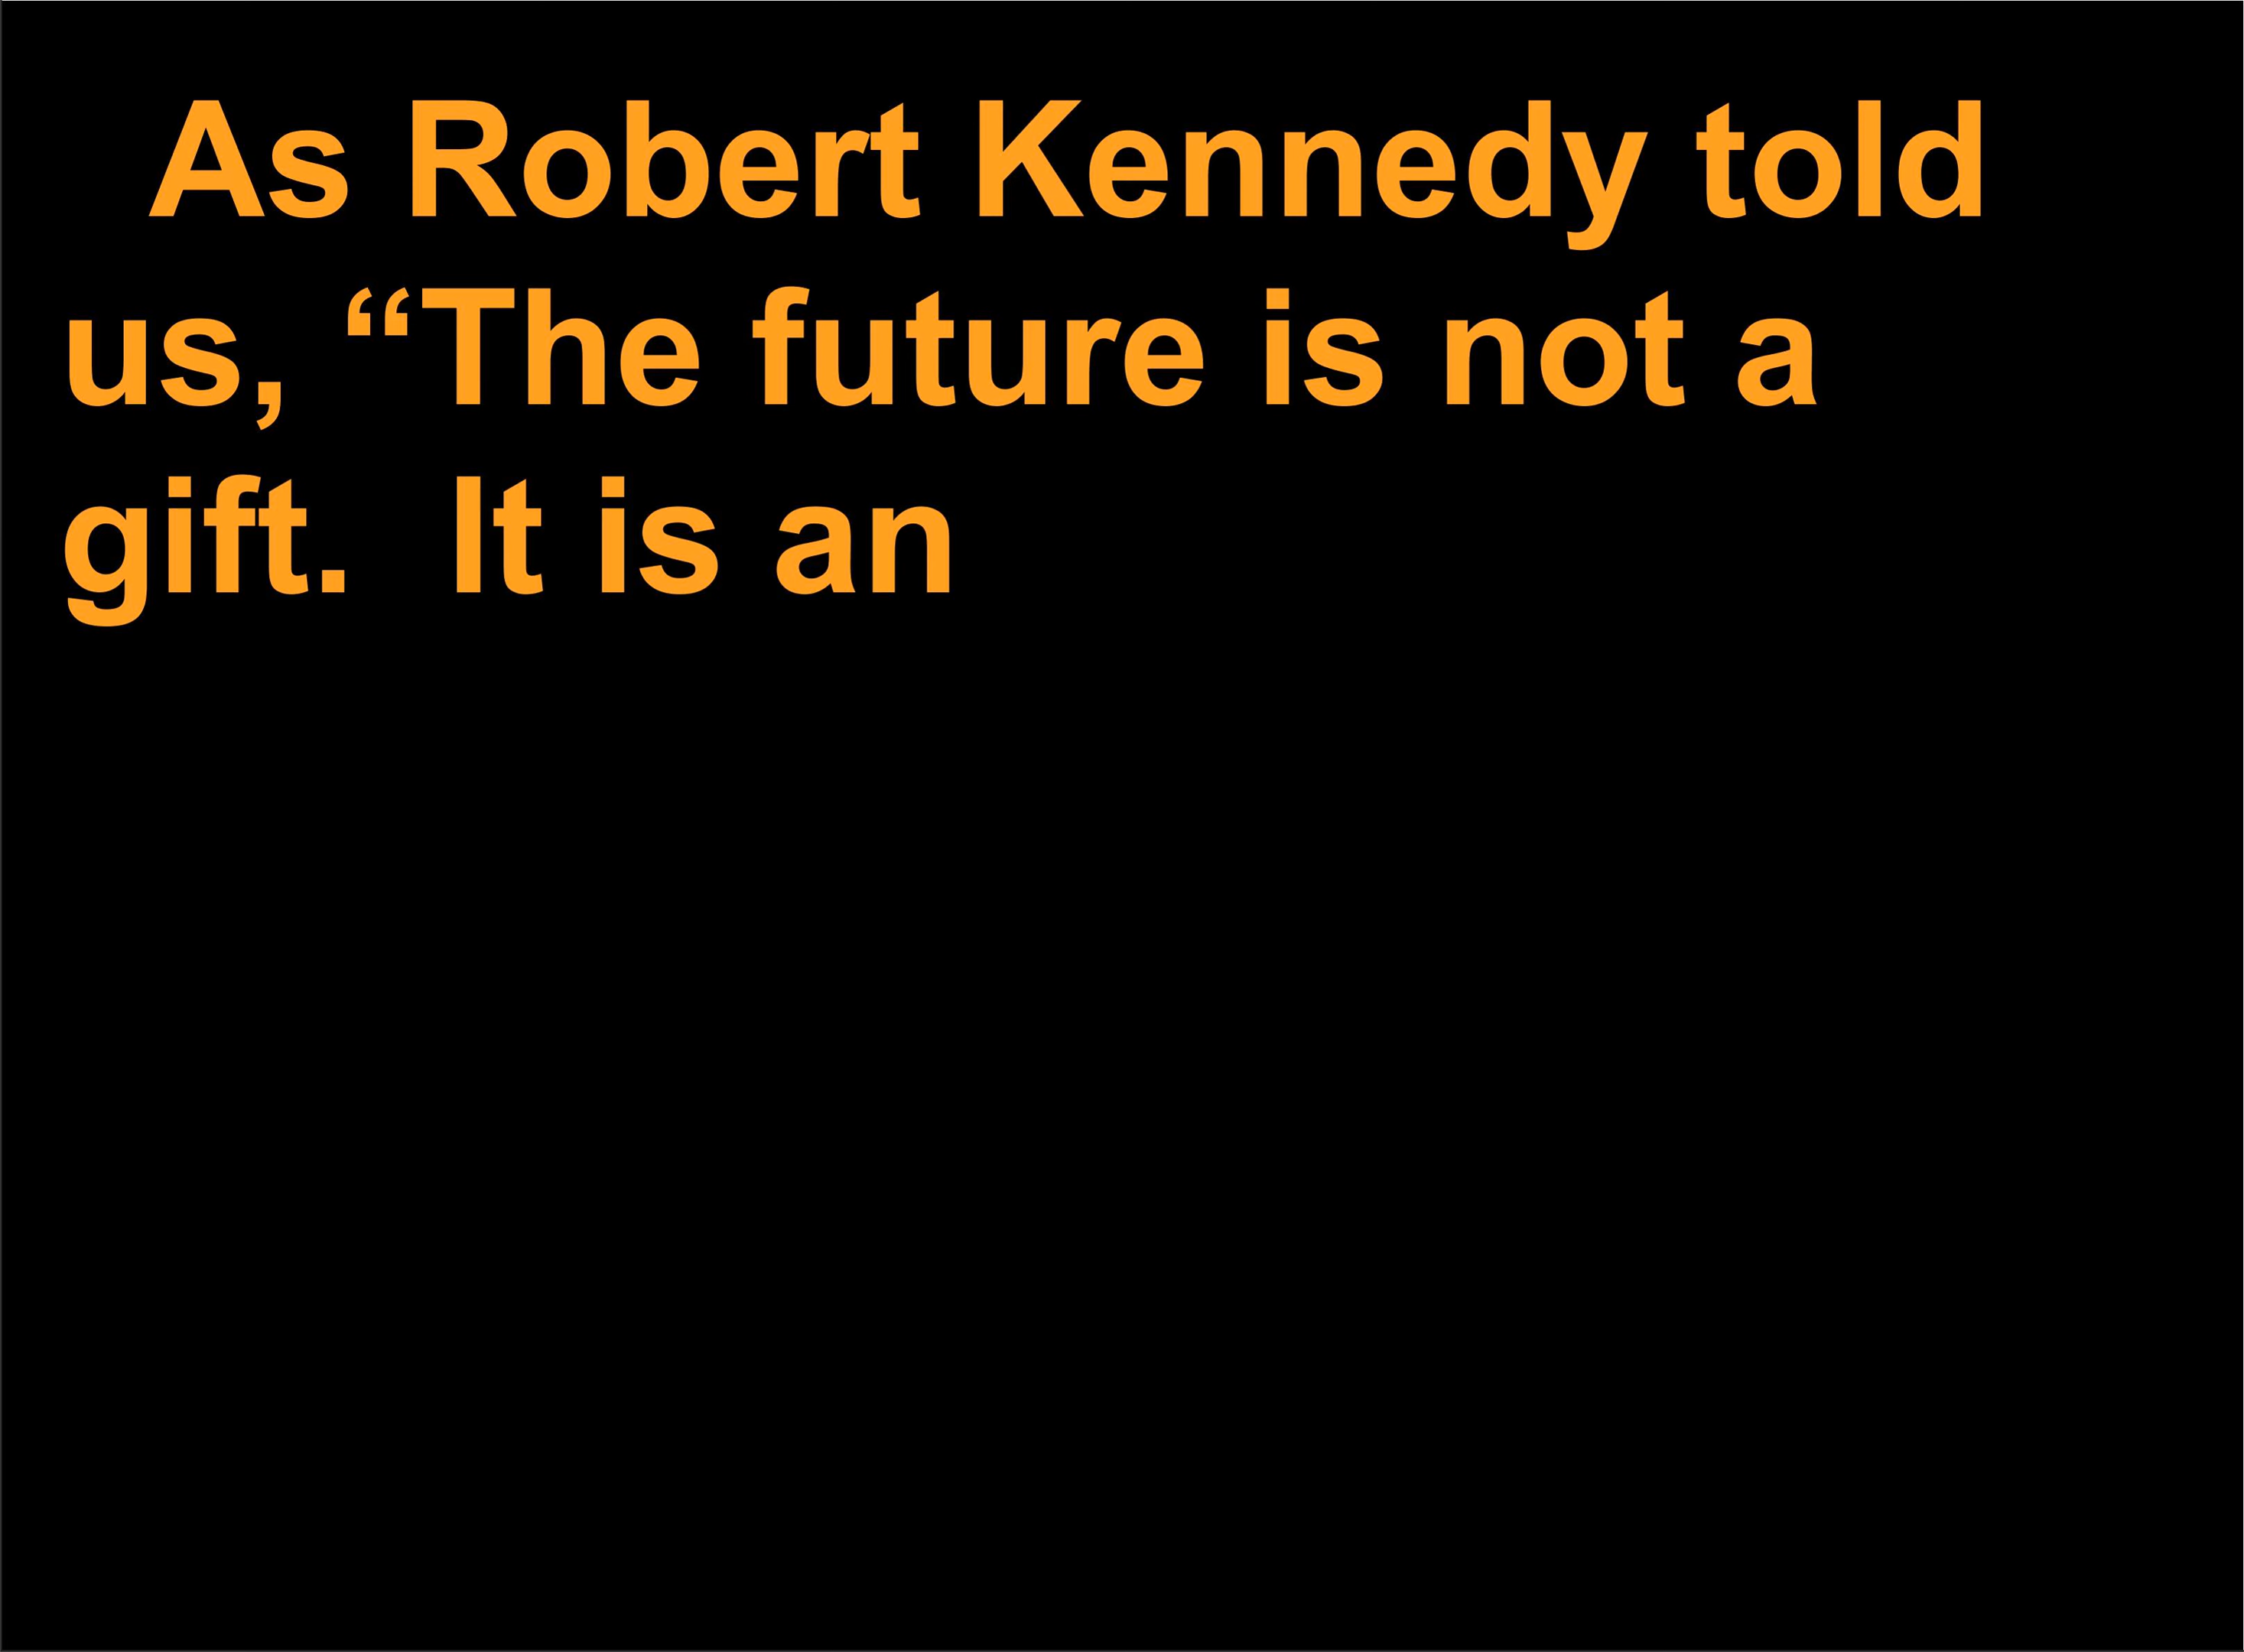 As Robert Kennedy told
us, “The future is not a
gift.  It is an